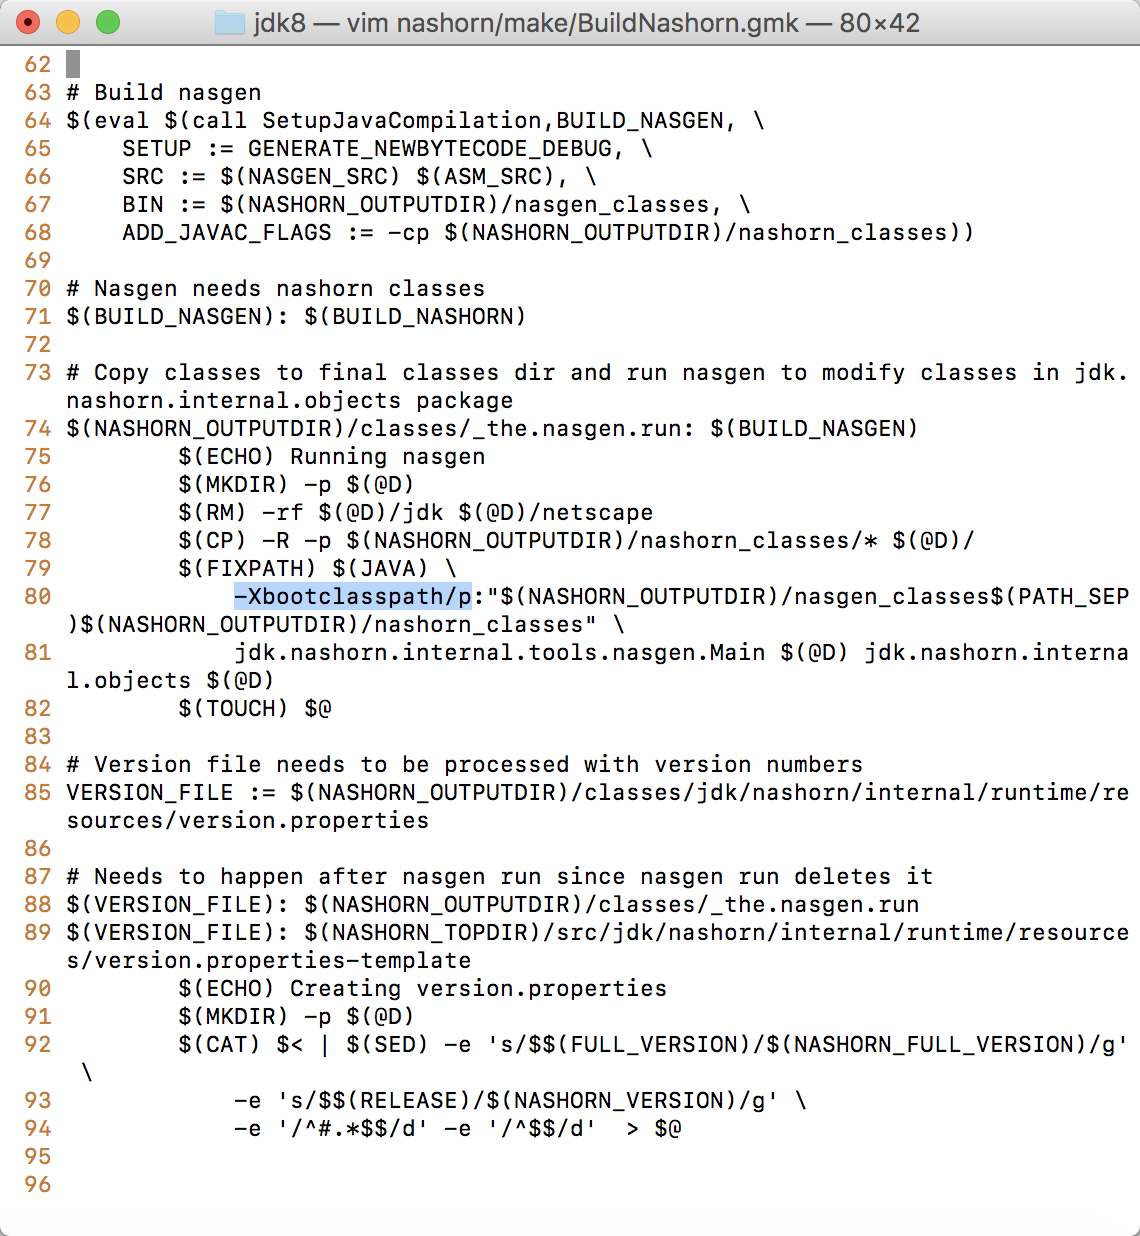 jdk8 — vim nashorn/make/BuildNashorn.gmk — 80×42
62
63 # Build nasgen
64 $(eval $(call SetupJavaCompilation,BUILD_NASGEN, \
65     SETUP := GENERATE_NEWBYTECODE_DEBUG, \
66     SRC := $(NASGEN_SRC) $(ASM_SRC), \
67     BIN := $(NASHORN_OUTPUTDIR)/nasgen_classes, \
68     ADD_JAVAC_FLAGS := -cp $(NASHORN_OUTPUTDIR)/nashorn_classes))
69
70 # Nasgen needs nashorn classes
71 $(BUILD_NASGEN): $(BUILD_NASHORN)
72
73 # Copy classes to final classes dir and run nasgen to modify classes in jdk.
nashorn.internal.objects package
74 $(NASHORN_OUTPUTDIR)/classes/_the.nasgen.run: $(BUILD_NASGEN)
75         $(ECHO) Running nasgen
76         $(MKDIR) -p $(@D)
77         $(RM) -rf $(@D)/jdk $(@D)/netscape
78         $(CP) -R -p $(NASHORN_OUTPUTDIR)/nashorn_classes/* $(@D)/
79         $(FIXPATH) $(JAVA) \
80             -Xbootclasspath/p:"$(NASHORN_OUTPUTDIR)/nasgen_classes$(PATH_SEP
)$(NASHORN_OUTPUTDIR)/nashorn_classes" \
81             jdk.nashorn.internal.tools.nasgen.Main $(@D) jdk.nashorn.interna
l.objects $(@D)
82         $(TOUCH) $@
83
84 # Version file needs to be processed with version numbers
85 VERSION_FILE := $(NASHORN_OUTPUTDIR)/classes/jdk/nashorn/internal/runtime/re
sources/version.properties
86
87 # Needs to happen after nasgen run since nasgen run deletes it
88 $(VERSION_FILE): $(NASHORN_OUTPUTDIR)/classes/_the.nasgen.run
89 $(VERSION_FILE): $(NASHORN_TOPDIR)/src/jdk/nashorn/internal/runtime/resource
s/version.properties-template
90         $(ECHO) Creating version.properties
91         $(MKDIR) -p $(@D)
92         $(CAT) $< | $(SED) -e 's/$$(FULL_VERSION)/$(NASHORN_FULL_VERSION)/g'
 \
93             -e 's/$$(RELEASE)/$(NASHORN_VERSION)/g' \
94             -e '/^#.*$$/d' -e '/^$$/d'  > $@
95
96